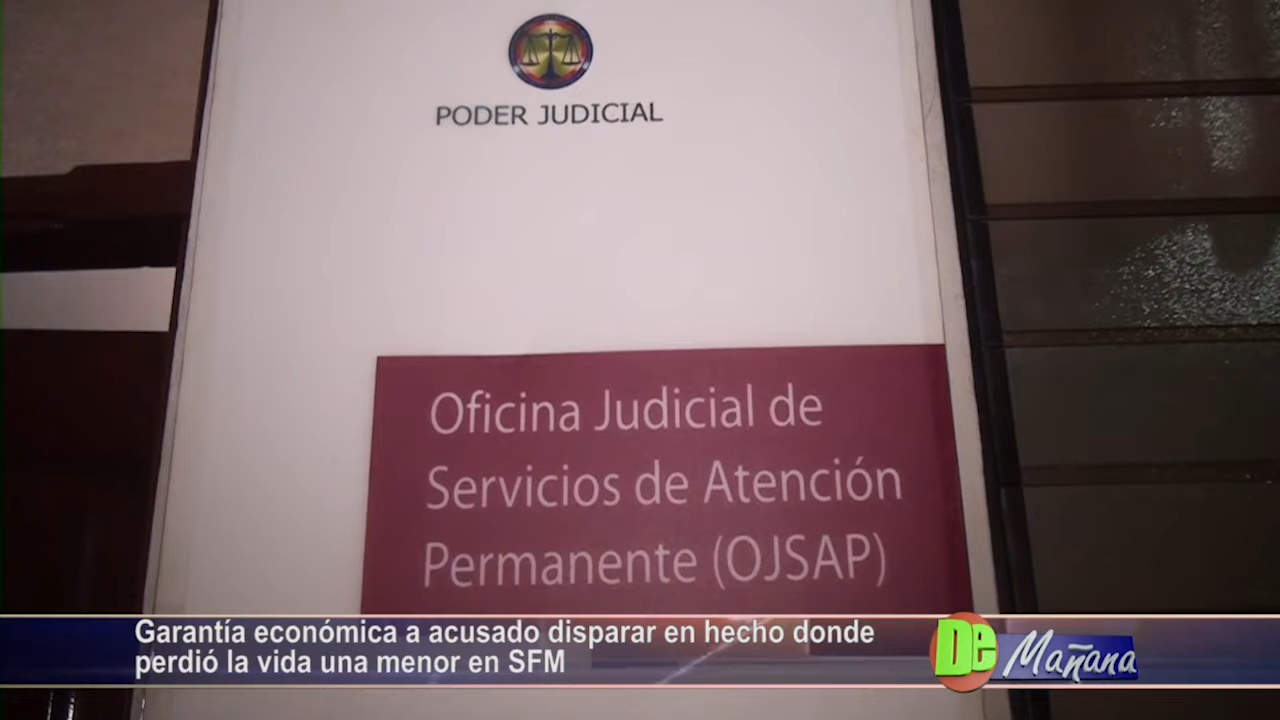 PODER JUDICIAL
Oficina Judicial de
Servicios de Atención
Permanente (OJSAP)
Garantía económica a acusado disparar en hecho donde
perdió la vida una menor en SFM
De Mañana